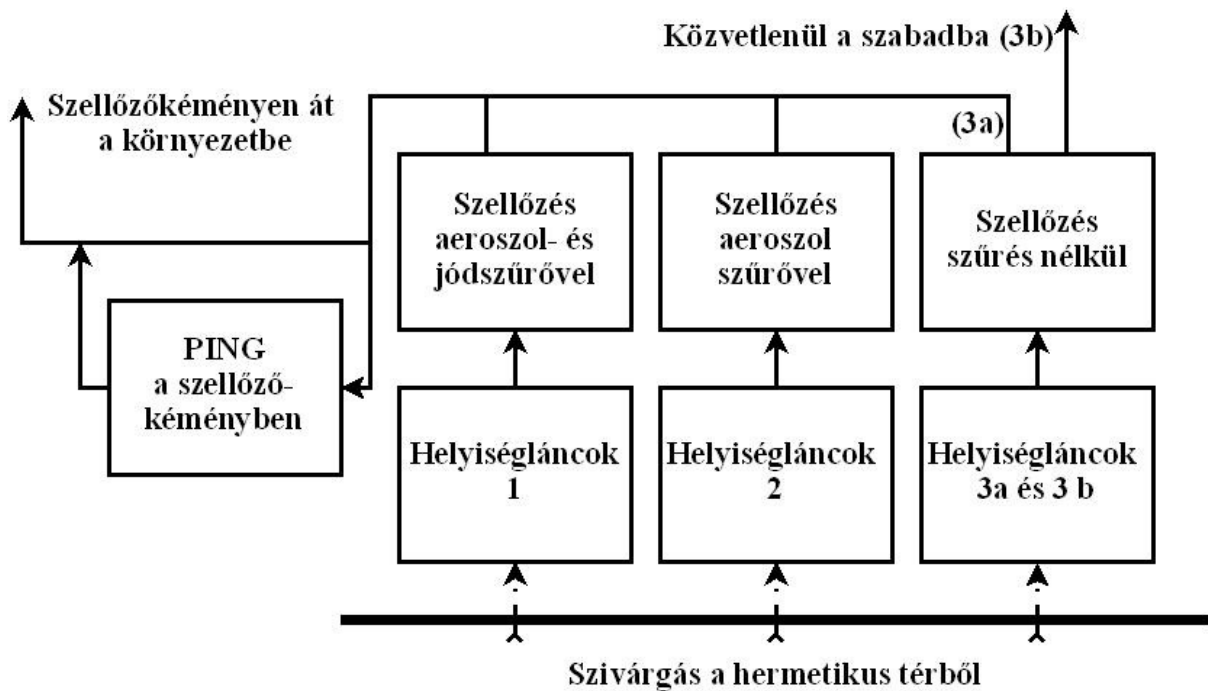 Közvetlenül a szabadba (3b)
Szellőzőkéményen át
a környezetbe
(3a)
Szellőzés
aeroszol- és
jódszűrővel
Szellőzés
aeroszol
szűrővel
Szellőzés
szűrés nélkül
PING
a szellőző-
kéményben
Helyiségláncok
1
Helyiségláncok
2
Helyiségláncok
3a és 3 b
Szivárgás a hermetikus térből